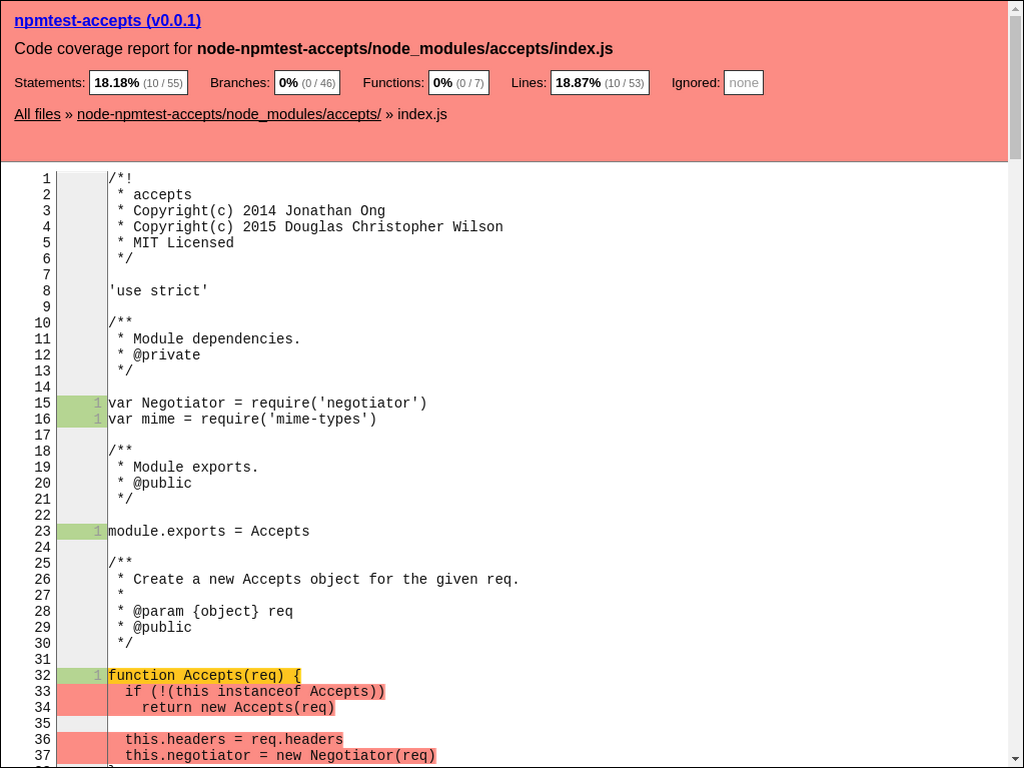 npmtest-accepts (v0.0.1)
Code coverage report for node-npmtest-accepts/node_modules/accepts/index.js
Statements: 18.18% (10 / 55) Branches: 0% (0 / 46) Functions: 0% (0 / 7) Lines: 18.87% (10 / 53) Ignored: none
All files » node-npmtest-accepts/node_modules/accepts/ » index.js
1 /*!
2 * accepts
3 * Copyright(c) 2014 Jonathan Ong
4 * Copyright(c) 2015 Douglas Christopher Wilson
5 * MIT Licensed
6 */
7
8 'use strict'
9
10 /**
11 * Module dependencies.
12 * @private
13 */
14
15 1 var Negotiator = require('negotiator')
16 1 var mime = require('mime-types')
17
18 /**
19 * Module exports.
20 * @public
21 */
22
23 1 module.exports = Accepts
24
25 /**
26 * Create a new Accepts object for the given req.
27 *
28 * @param {object} req
29 * @public
30 */
31
32 1 function Accepts(req) {
33 if (!(this instanceof Accepts))
34 return new Accepts(req)
35
36 this.headers = req.headers
37 this.negotiator = new Negotiator(req)